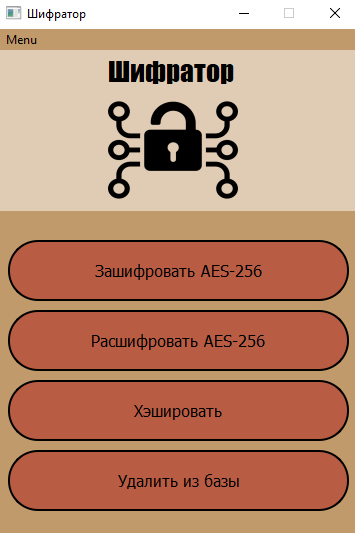 Шифратор
Menu
Шифратор
Зашифровать AES-256
Расшифровать AES-256
Хэшировать
Удалить из базы